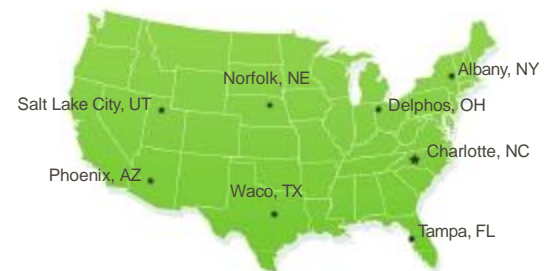 Albany, NY
Norfolk, NE
Salt Lake City, UT
Delphos, OH
Charlotte, NC
Phoenix, AZ
Waco, TX
Tampa, FL